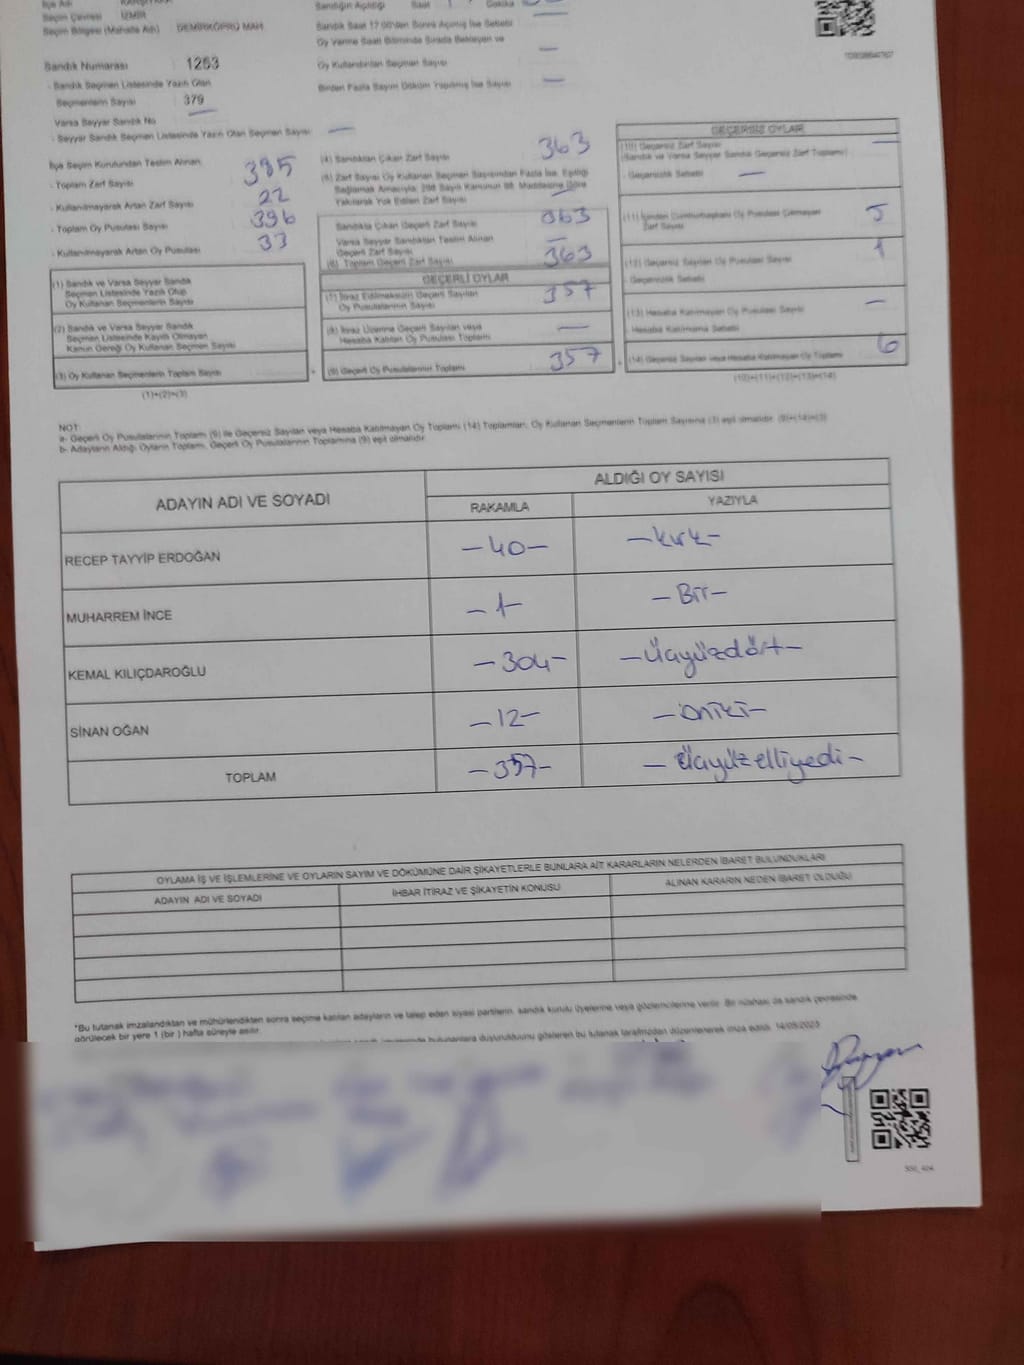 İlçe Adı
Seçim Çevresi İZMİR
Seçim Bölgesi (Mahalle Adı) DEMİRKÖPRÜ MAH.
Sandık Numarası 1263
- Sandık Seçmen Listesinde Yazılı Olan
Seçmenlerin Sayısı 379
Varsa Seyyar Sandık No
- Seyyar Sandık Seçmen Listesinde Yazılı Olan Seçmen Sayısı —
İlçe Seçim Kurulundan Teslim Alınan
- Toplam Zarf Sayısı
- Kullanılmayarak Artan Zarf Sayısı 22
- Toplam Oy Pusulası Sayısı 396
- Kullanılmayarak Artan Oy Pusulası 33
(1) Sandık ve Varsa Seyyar Sandık
Seçmen Listesinde Yazılı Olup
Oy Kullanan Seçmenlerin Sayısı
(2) Sandık ve Varsa Seyyar Sandık
Seçmen Listesinde Kayıtlı Olmayan
Kanun Gereği Oy Kullanan Seçmen Sayısı
(3) Oy Kullanan Seçmenlerin Toplam Sayısı
(1)+(2)+(3)
Sandığın Açıldığı Saat Dakika
Sandık Saat 17:00'den Sonra Açılmış İse Sebebi
Oy Verme Saati Bitiminde Sırada Bekleyen ve
Oy Kullandırılan Seçmen Sayısı —
Birden Fazla Sayım Döküm Yapılmış İse Sayısı —
(4) Sandıktan Çıkan Zarf Sayısı 363
(5) Zarf Sayısı Oy Kullanan Seçmen Sayısından Fazla İse, Eşitliği
Sağlamak Amacıyla, 298 Sayılı Kanunun 98. Maddesine Göre
Yakılarak Yok Edilen Zarf Sayısı —
Sandıkta Çıkan Geçerli Zarf Sayısı 363
Varsa Seyyar Sandıktan Teslim Alınan
Geçerli Zarf Sayısı —
(6) Toplam Geçerli Zarf Sayısı 363
GEÇERLİ OYLAR
(7) İtiraz Edilmeksizin Geçerli Sayılan
Oy Pusulalarının Sayısı 357
(8) İtiraz Üzerine Geçerli Sayılan veya
Hesaba Katılan Oy Pusulası Toplamı —
(9) Geçerli Oy Pusulalarının Toplamı 357
GEÇERSİZ OYLAR
(10) Geçersiz Zarf Sayısı —
(Sandık ve Varsa Seyyar Sandık Geçersiz Zarf Toplamı)
- Geçersizlik Sebebi —
(11) İçinden Cumhurbaşkanı Oy Pusulası Çıkmayan
Zarf Sayısı 5
(12) Geçersiz Sayılan Oy Pusulası Sayısı 1
- Geçersizlik Sebebi
(13) Hesaba Katılmayan Oy Pusulası Sayısı —
- Hesaba Katılmama Sebebi
(14) Geçersiz Sayılan veya Hesaba Katılmayan Oy Toplamı 6
(10)+(11)+(12)+(13)=(14)
NOT:
a- Geçerli Oy Pusulalarının Toplamı (9) ile Geçersiz Sayılan veya Hesaba Katılmayan Oy Toplamı (14) Toplamları, Oy Kullanan Seçmenlerin Toplam Sayısına (3) eşit olmalıdır. (9)+(14)=(3)
b- Adayların Aldığı Oyların Toplamı, Geçerli Oy Pusulalarının Toplamına (9) eşit olmalıdır.
ADAYIN ADI VE SOYADI
ALDIĞI OY SAYISI
RAKAMLA YAZIYLA
RECEP TAYYİP ERDOĞAN -40- -kırk-
MUHARREM İNCE -1- -Bir-
KEMAL KILIÇDAROĞLU -304- -üçyüzdört-
SİNAN OĞAN -12- -oniki-
TOPLAM -357- -üçyüzelliyedi-
OYLAMA İŞ VE İŞLEMLERİNE VE OYLARIN SAYIM VE DÖKÜMÜNE DAİR ŞİKAYETLERLE BUNLARA AİT KARARLARIN NELERDEN İBARET BULUNDUKLARI
ADAYIN ADI VE SOYADI İHBAR İTİRAZ VE ŞİKAYETİN KONUSU ALINAN KARARIN NEDEN İBARET OLDUĞU
*Bu tutanak imzalandıktan ve mühürlendikten sonra seçime katılan adayların ve talep eden siyasi partilerin, sandık kurulu üyelerine veya gözlemcilerine verilir. Bir nüshası da sandık çevresinde
görülecek bir yere 1 (bir) hafta süreyle asılır.
bulunanlara duyurulduğunu gösteren bu tutanak tarafımızdan düzenlenerek imza edildi. 14/05/2023